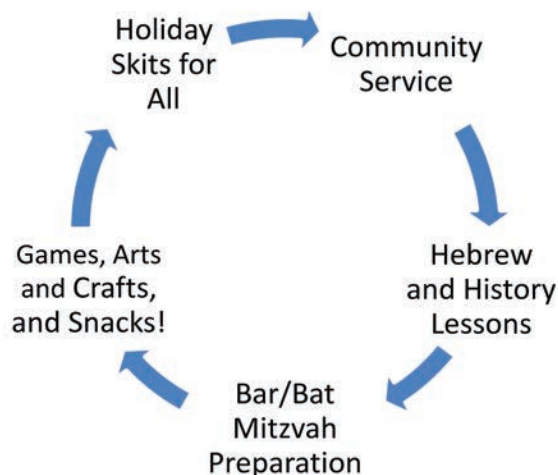 Holiday
Skits for
All
Community
Service
Hebrew
and History
Lessons
Bar/Bat
Mitzvah
Preparation
Games, Arts
and Crafts,
and Snacks!